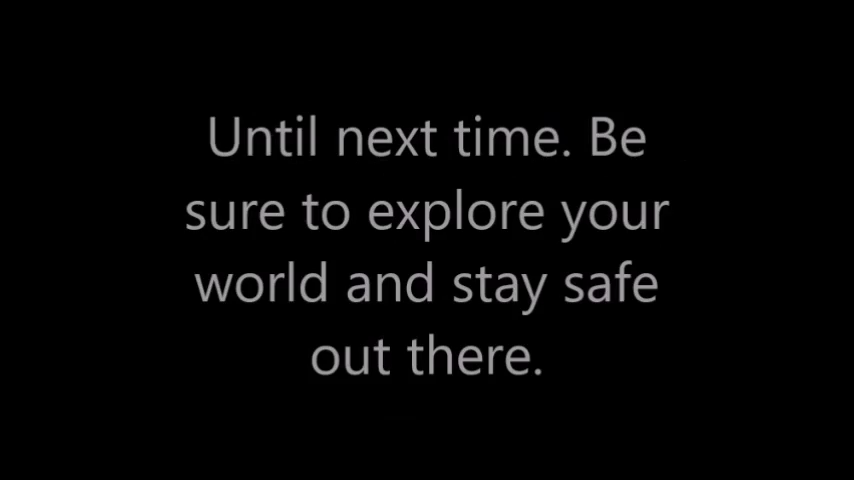 Until next time. Be
sure to explore your
world and stay safe
out there.